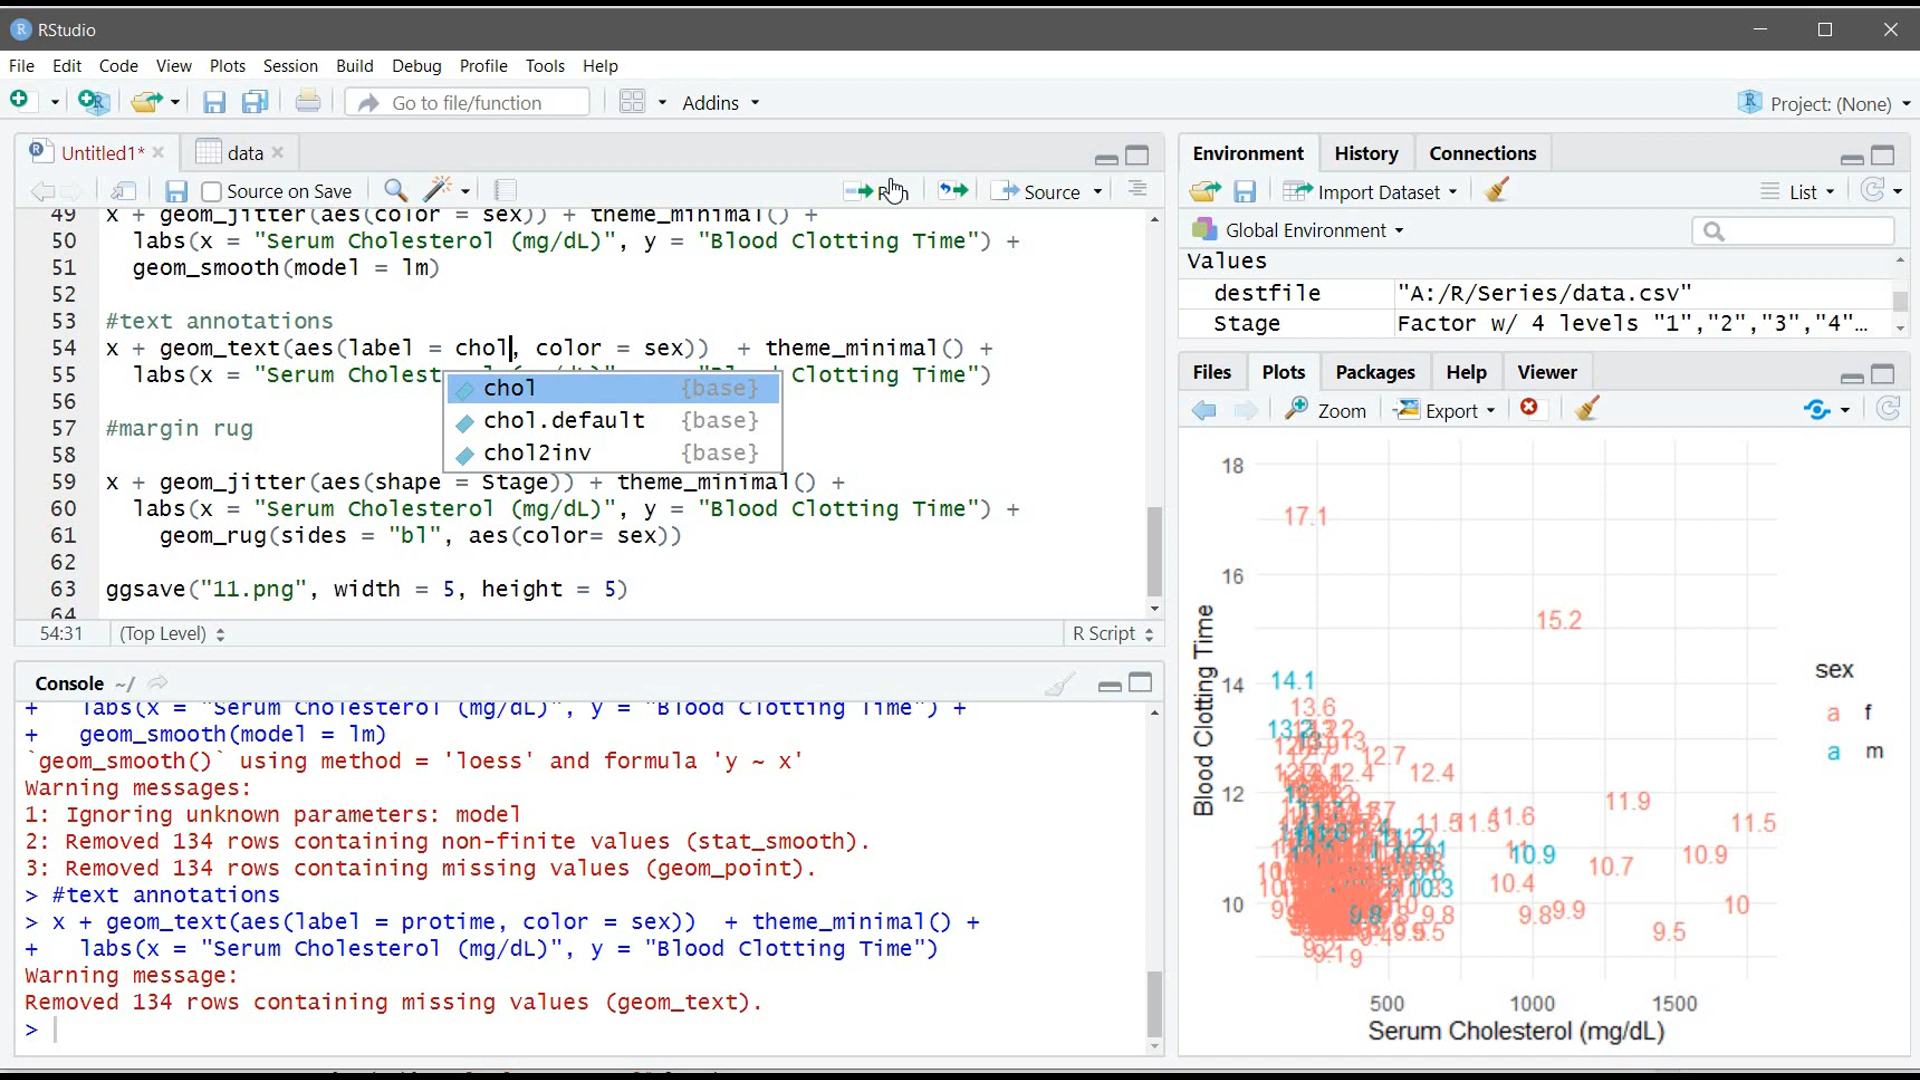 RStudio
File Edit Code View Plots Session Build Debug Profile Tools Help
Go to file/function Addins Project: (None)
Untitled1* data
Source on Save Source
49 x + geom_jitter(aes(color = sex)) + theme_minimal() +
50 labs(x = "Serum Cholesterol (mg/dL)", y = "Blood Clotting Time") +
51 geom_smooth(model = lm)
52
53 #text annotations
54 x + geom_text(aes(label = chol, color = sex)) + theme_minimal() +
55 labs(x = "Serum Cholest Clotting Time")
chol {base}
chol.default {base}
chol2inv {base}
56
57 #margin rug
58
59 x + geom_jitter(aes(shape = Stage)) + theme_minimal() +
60 labs(x = "Serum Cholesterol (mg/dL)", y = "Blood Clotting Time") +
61 geom_rug(sides = "bl", aes(color= sex))
62
63 ggsave("11.png", width = 5, height = 5)
64
54:31 (Top Level) R Script
Console ~/
+ labs(x = "Serum Cholesterol (mg/dL)", y = "Blood Clotting Time") +
+ geom_smooth(model = lm)
`geom_smooth()` using method = 'loess' and formula 'y ~ x'
Warning messages:
1: Ignoring unknown parameters: model
2: Removed 134 rows containing non-finite values (stat_smooth).
3: Removed 134 rows containing missing values (geom_point).
> #text annotations
> x + geom_text(aes(label = protime, color = sex)) + theme_minimal() +
+ labs(x = "Serum Cholesterol (mg/dL)", y = "Blood Clotting Time")
Warning message:
Removed 134 rows containing missing values (geom_text).
>
Environment History Connections
Import Dataset List
Global Environment
Values
destfile "A:/R/Series/data.csv"
Stage Factor w/ 4 levels "1","2","3","4"…
Files Plots Packages Help Viewer
Zoom Export
18
17.1
16
15.2
14
14.1
13.6
13.2
12.7
12.4
12.4
12
11.9
11.6
11.5
11.5
10.9
10.9
10.7
10.4
10.3
10
10
9.8
9.8
9.8
9.9
9.5
9
500 1000 1500
Serum Cholesterol (mg/dL)
Blood Clotting Time
sex
a f
a m